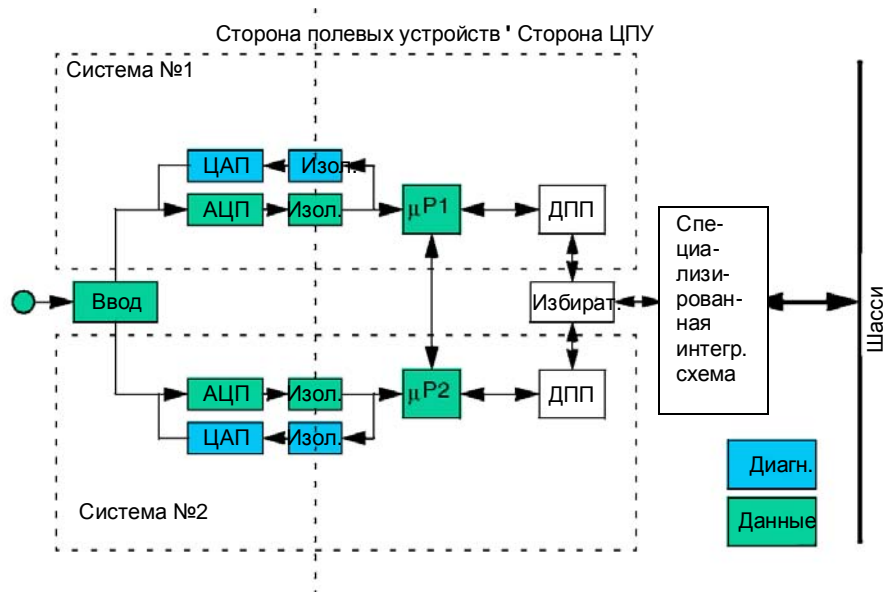 Сторона полевых устройств ' Сторона ЦПУ
Система №1
ЦАП
Изол.
АЦП
Изол.
µP1
ДПП
Спе-
циа-
лизи-
рован-
ная
интегр.
схема
Ввод
Избират.
Шасси
АЦП
Изол.
µP2
ДПП
ЦАП
Изол.
Диагн.
Система №2
Данные